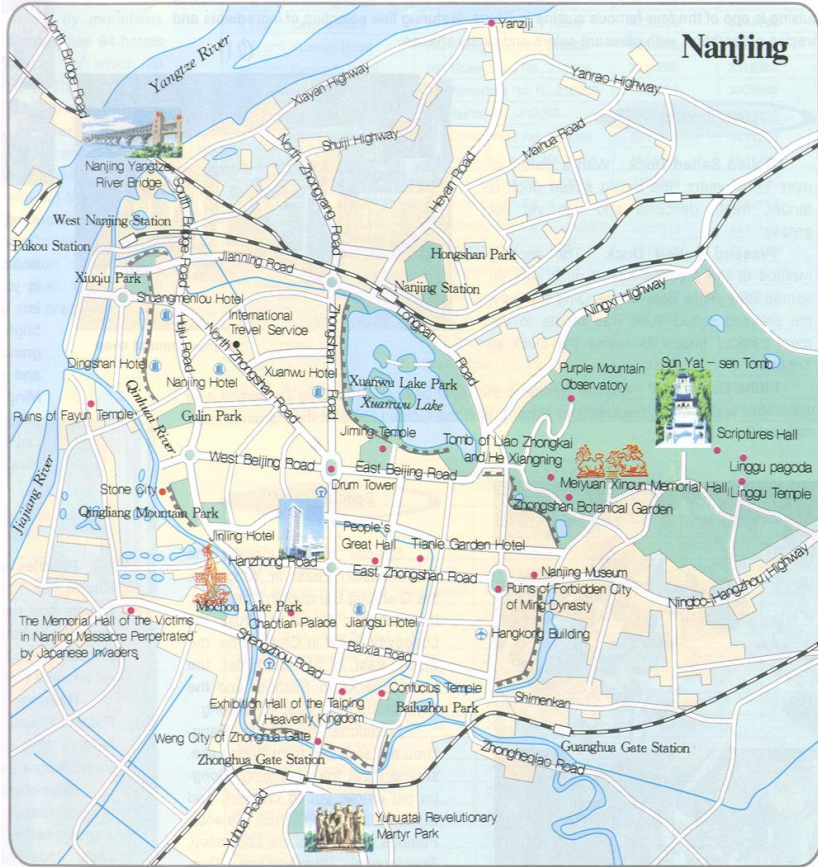 Nanjing
Yanziji
North Bridge Road
Yangtze River
Xiayan Highway
Yanrao Highway
Shuiji Highway
Maihua Road
North Zhongyang Road
Heyan Road
Nanjing Yangtze
River Bridge
South Bridge Road
West Nanjing Station
Pukou Station
Jianning Road
Hongshan Park
Xiuqiu Park
Nanjing Station
Ningxi Highway
Shuangmenlou Hotel
Longpan Road
International
Trevel Service
Zhongshan Road
Huju Road
North Zhongshan Road
Dingshan Hotel
Xuanwu Hotel
Xuanwu Lake Park
Xuanwu Lake
Purple Mountain
Observatory
Sun Yat-sen Tomb
Nanjing Hotel
Qinhuai River
Ruins of Fayun Temple
Gulin Park
Jiming Temple
Tomb of Liao Zhongkai
and He Xiangning
Scriptures Hall
Linggu pagoda
West Beijing Road
East Beijing Road
Drum Tower
Meiyuan Xincun Memorial Hall
Linggu Temple
Jiajiang River
Stone City
Qingliang Mountain Park
Zhongshan Botanical Garden
Jinling Hotel
People's
Great Hall
Tianle Garden Hotel
Hanzhong Road
East Zhongshan Road
Nanjing Museum
Ningbo-Hangzhou Highway
Ruins of Forbidden City
of Ming Dynasty
Mochou Lake Park
The Memorial Hall of the Victims
in Nanjing Massacre Perpetrated
by Japanese Invaders
Chaotian Palace
Jiangsu Hotel
Hangkong Building
Shengzhou Road
Baixia Road
Confucius Temple
Exhibition Hall of the Taiping
Heavenly Kingdom
Bailuzhou Park
Shimenkan
Weng City of Zhonghua Gate
Zhonghua Gate Station
Guanghua Gate Station
Zhongheqiao Road
Yuhua Road
Yuhuatai Revelutionary
Martyr Park